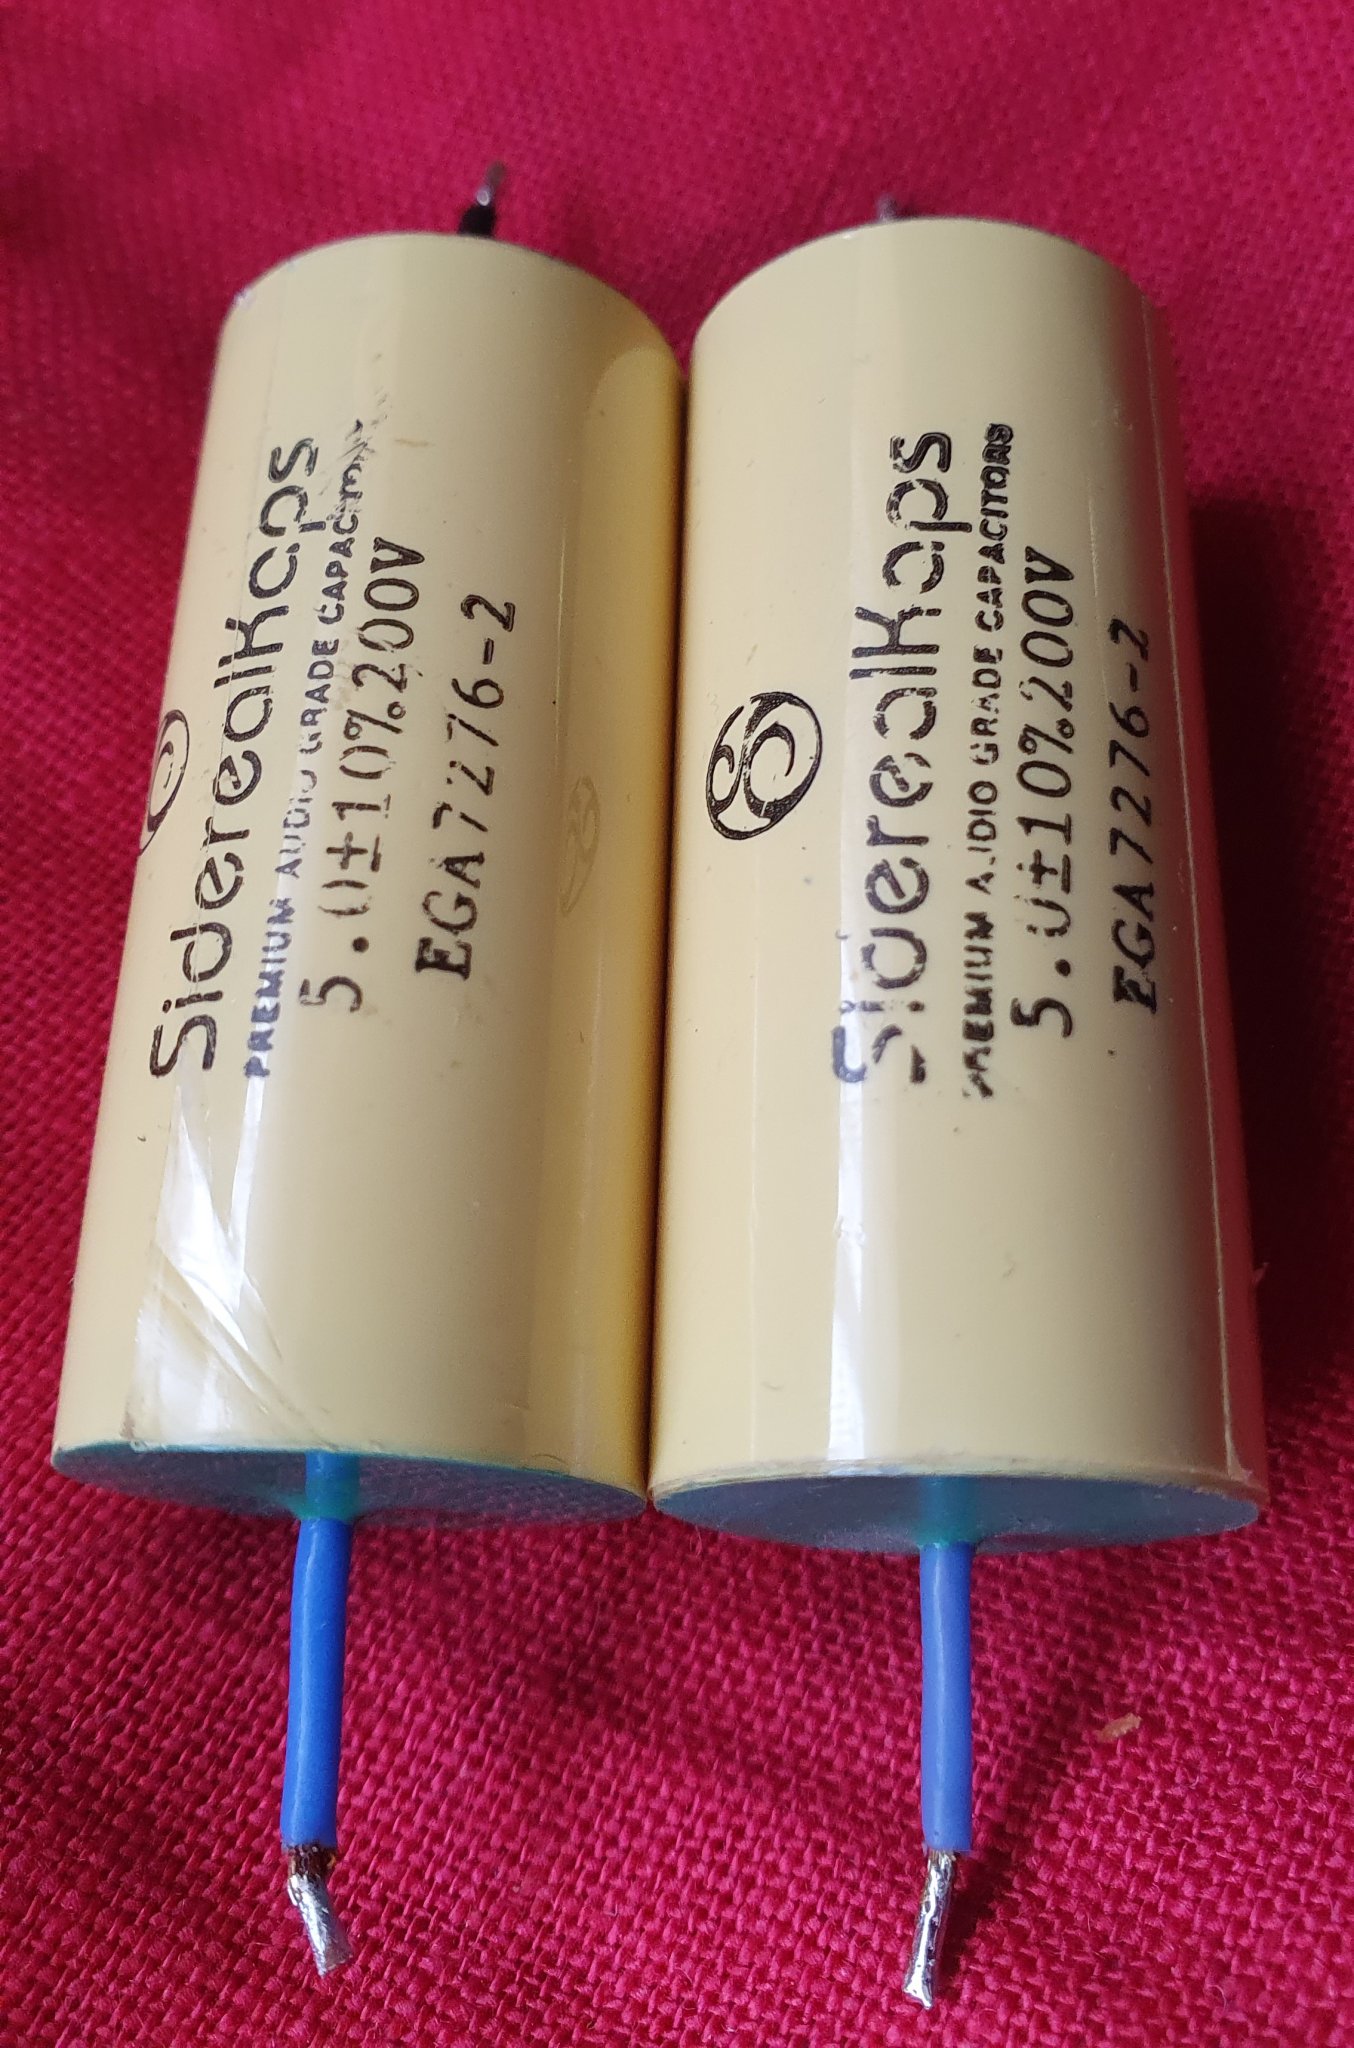 SiderealKaps
PREMIUM AUDIO GRADE CAPACITORS
5.0±10%200V
EGA7276-2
SiderealKaps
PREMIUM AUDIO GRADE CAPACITORS
5.0±10%200V
EGA7276-2